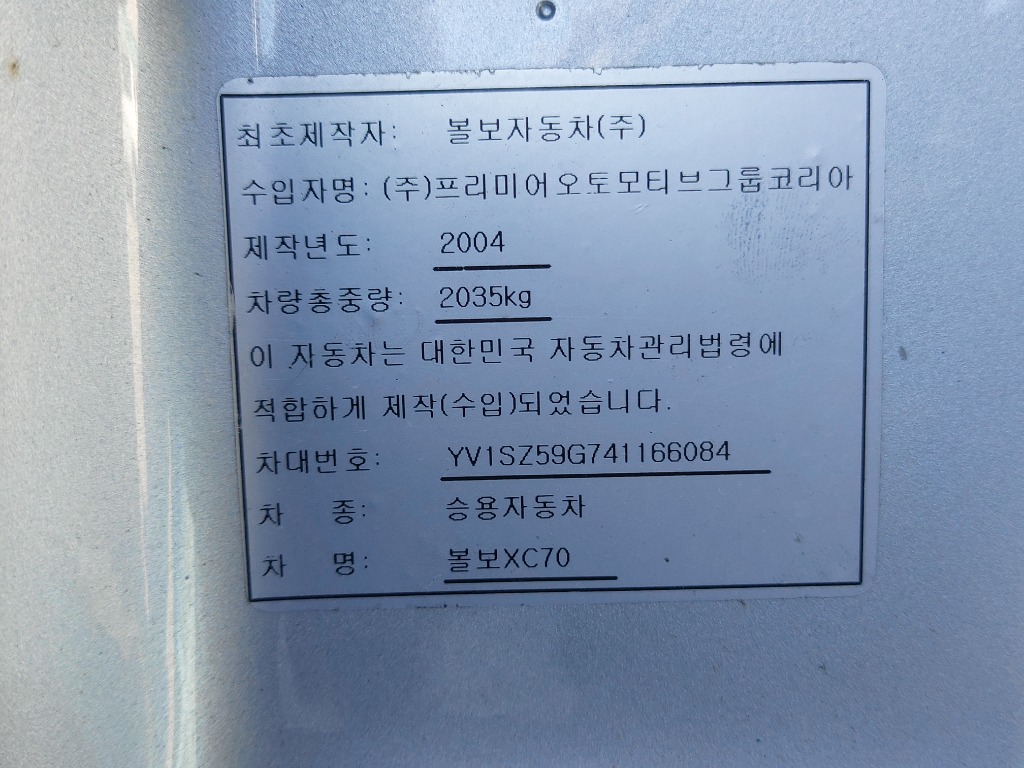 최초제작자: 볼보자동차(주)
수입자명: (주)프리미어오토모티브그룹코리아
제작년도: 2004
차량총중량: 2035kg
이 자동차는 대한민국 자동차관리법령에
적합하게 제작(수입)되었습니다.
차대번호: YV1SZ59G741166084
차 종: 승용자동차
차 명: 볼보XC70